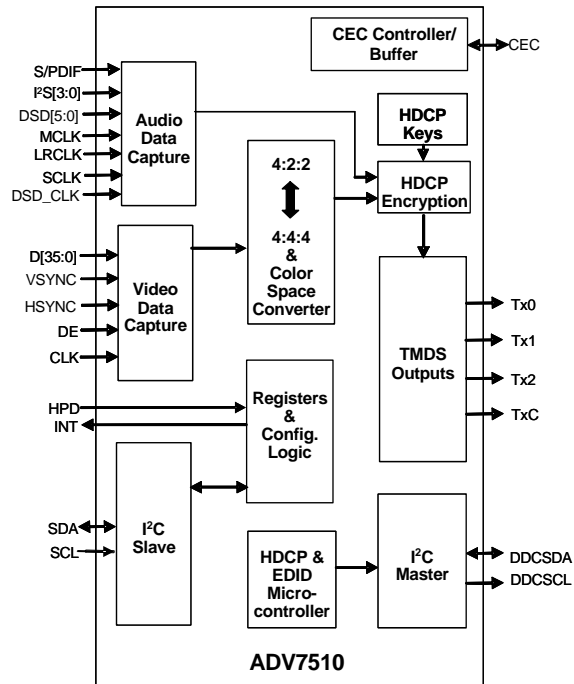 CEC Controller/
Buffer
CEC
S/PDIF
I²S[3:0]
DSD[5:0]
MCLK
LRCLK
SCLK
DSD_CLK
Audio
Data
Capture
HDCP
Keys
4:2:2
4:4:4
&
Color
Space
Converter
HDCP
Encryption
D[35:0]
VSYNC
HSYNC
DE
CLK
Video
Data
Capture
TMDS
Outputs
Tx0
Tx1
Tx2
TxC
HPD
INT
Registers
&
Config.
Logic
SDA
SCL
I²C
Slave
HDCP &
EDID
Micro-
controller
I²C
Master
DDCSDA
DDCSCL
ADV7510